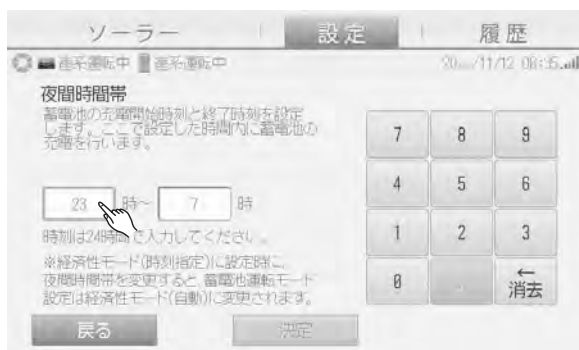 ソーラー 設定 履歴
連系運転中 連系運転中 20--/11/12 08:35
夜間時間帯
蓄電池の充電開始時刻と終了時刻を設定
します。ここで設定した時間内に蓄電池の
充電を行います。
7 8 9
4 5 6
23 時~ 7 時
時刻は24時間で入力してください。
1 2 3
※経済性モード(時刻指定)に設定時に、
夜間時間帯を変更すると、蓄電池運転モード
設定は経済性モード(自動)に変更されます。
0 . ←消去
戻る 決定